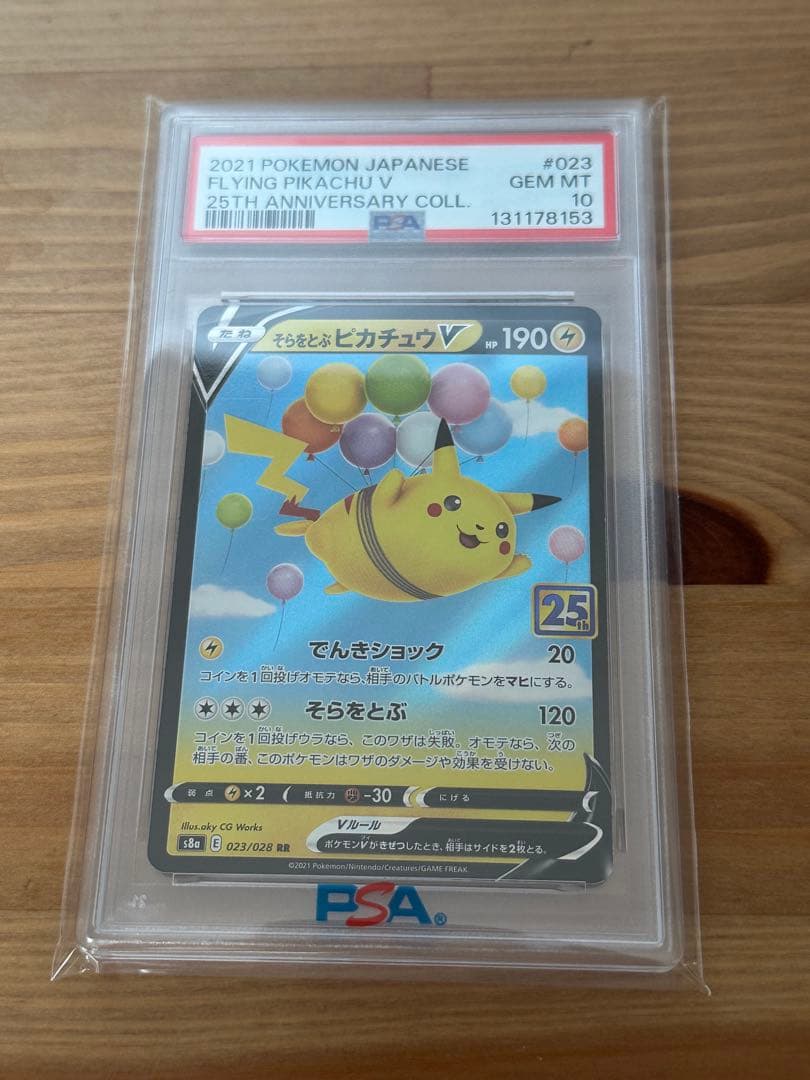 2021 POKEMON JAPANESE #023
FLYING PIKACHU V GEM MT
25TH ANNIVERSARY COLL. 10
PSA 131178153
たね そらをとぶ ピカチュウV HP 190
25th
でんきショック 20
コインを1回投げオモテなら、相手のバトルポケモンをマヒにする。
そらをとぶ 120
コインを1回投げウラなら、このワザは失敗。オモテなら、次の
相手の番、このポケモンはワザのダメージや効果を受けない。
弱点 ×2 抵抗力 -30 にげる
Illus.aky CG Works
Vルール
s8a E 023/028 RR ポケモンVがきぜつしたとき、相手はサイドを2枚とる。
©2021 Pokémon/Nintendo/Creatures/GAME FREAK
PSA®